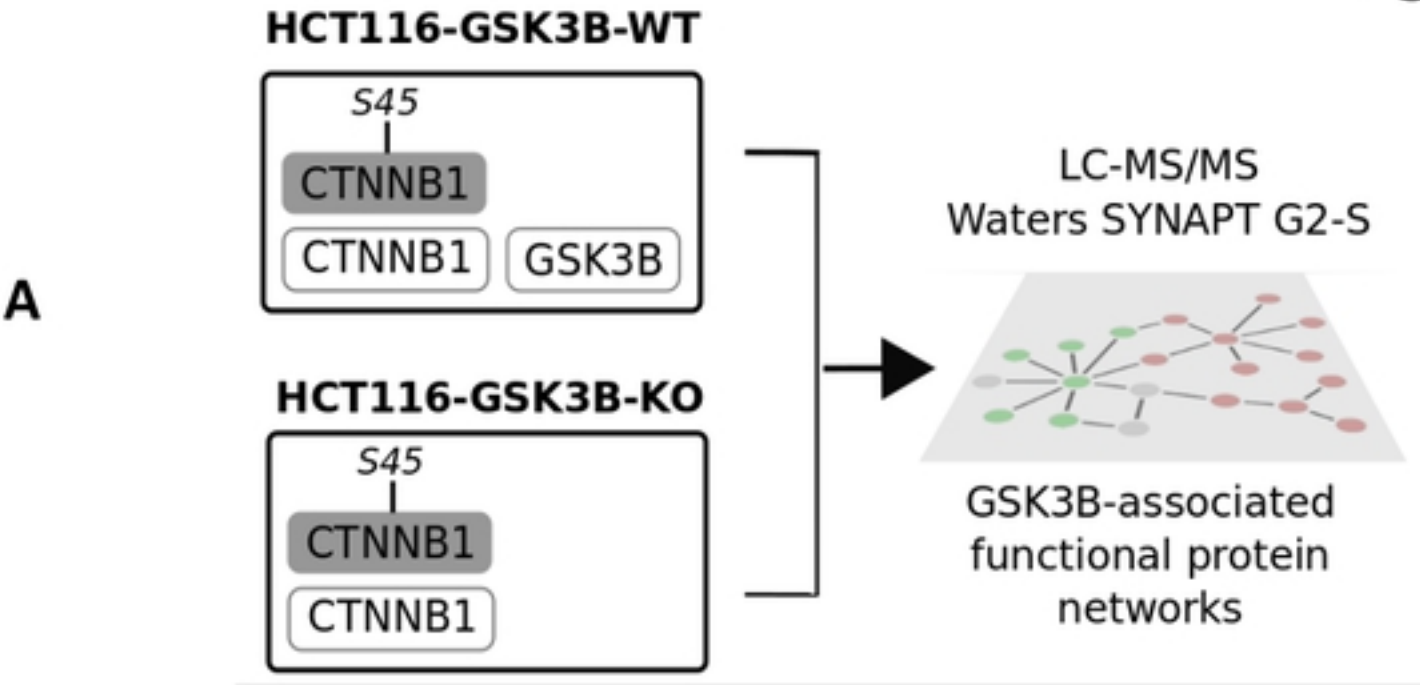 A
HCT116-GSK3B-WT
S45
CTNNB1
CTNNB1 GSK3B
HCT116-GSK3B-KO
S45
CTNNB1
CTNNB1
LC-MS/MS
Waters SYNAPT G2-S
GSK3B-associated
functional protein
networks